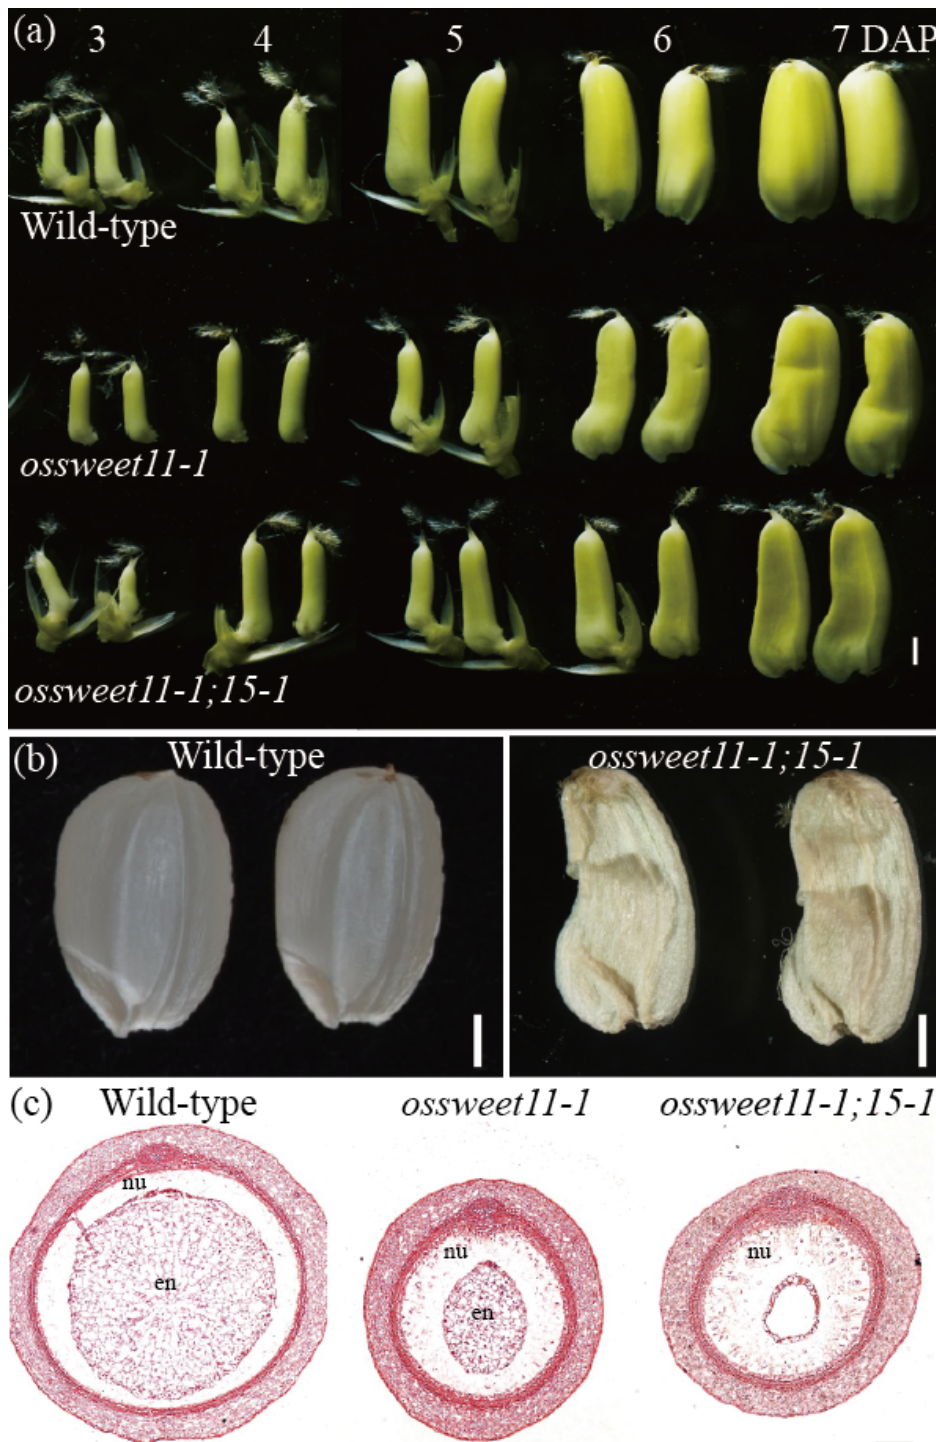 (a) 3 4 5 6 7 DAP
Wild-type
ossweet11-1
ossweet11-1;15-1
(b) Wild-type ossweet11-1;15-1
(c) Wild-type ossweet11-1 ossweet11-1;15-1
nu
en
nu
en
nu